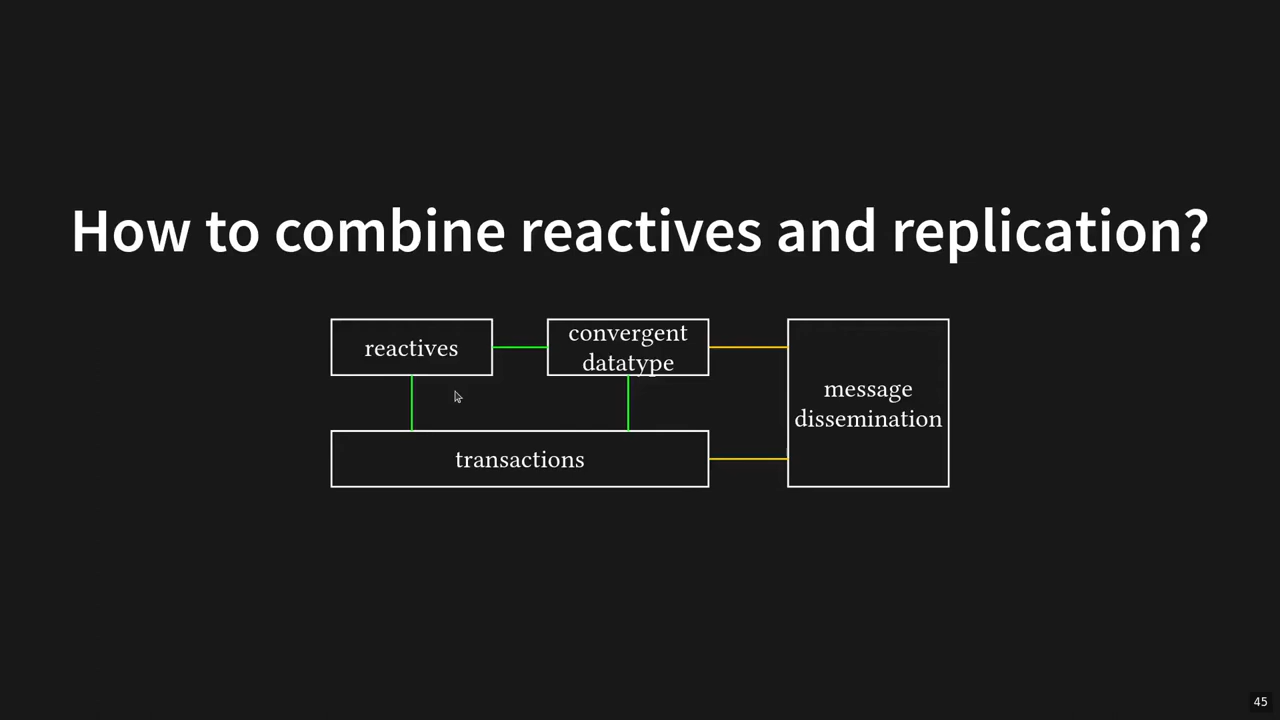 How to combine reactives and replication?
reactives
convergent
datatype
message
dissemination
transactions
45